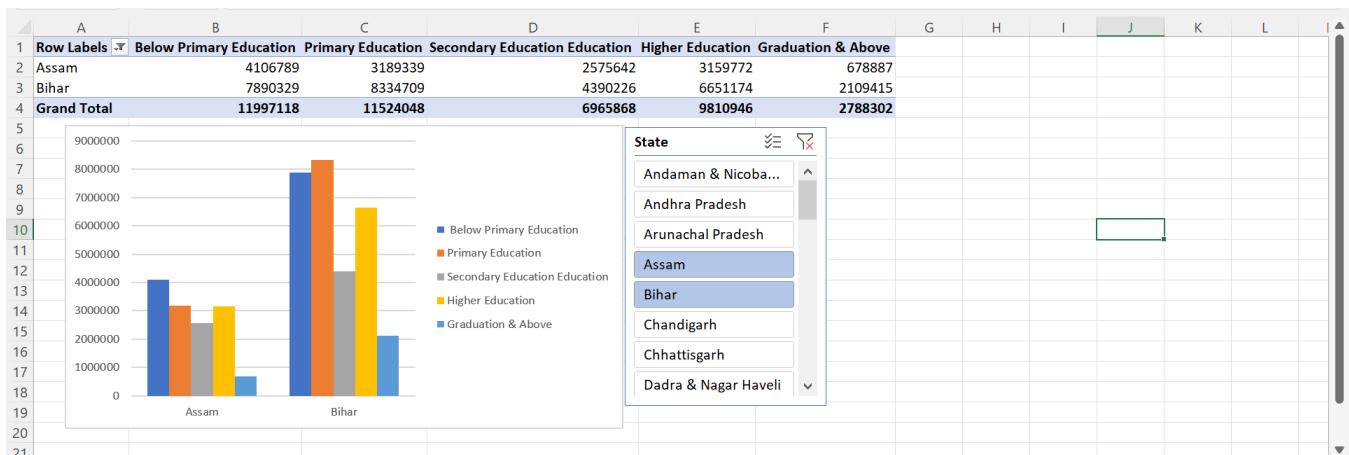 A B C D E F G H I J K L
1 Row Labels Below Primary Education Primary Education Secondary Education Education Higher Education Graduation & Above
2 Assam 4106789 3189339 2575642 3159772 678887
3 Bihar 7890329 8334709 4390226 6651174 2109415
4 Grand Total 11997118 11524048 6965868 9810946 2788302
5
6
7
8
9
10
11
12
13
14
15
16
17
18
19
20
21
9000000
8000000
7000000
6000000
5000000
4000000
3000000
2000000
1000000
0
Assam Bihar
Below Primary Education
Primary Education
Secondary Education Education
Higher Education
Graduation & Above
State
Andaman & Nicoba...
Andhra Pradesh
Arunachal Pradesh
Assam
Bihar
Chandigarh
Chhattisgarh
Dadra & Nagar Haveli